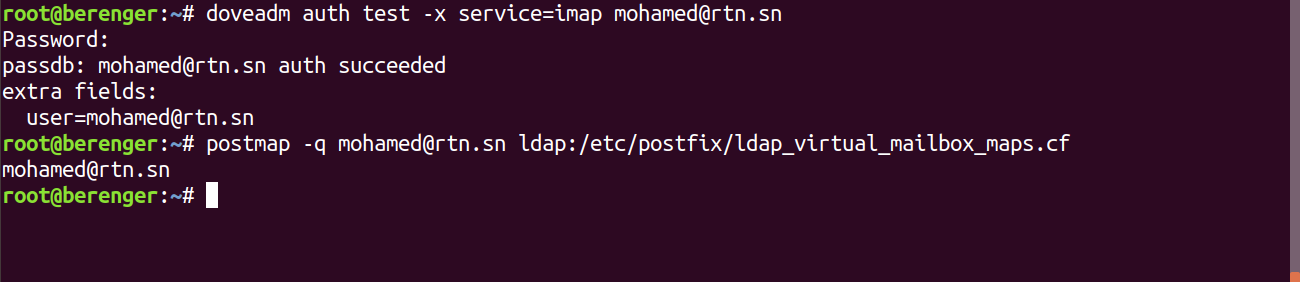 root@berenger:~# doveadm auth test -x service=imap mohamed@rtn.sn
Password:
passdb: mohamed@rtn.sn auth succeeded
extra fields:
  user=mohamed@rtn.sn
root@berenger:~# postmap -q mohamed@rtn.sn ldap:/etc/postfix/ldap_virtual_mailbox_maps.cf
mohamed@rtn.sn
root@berenger:~#